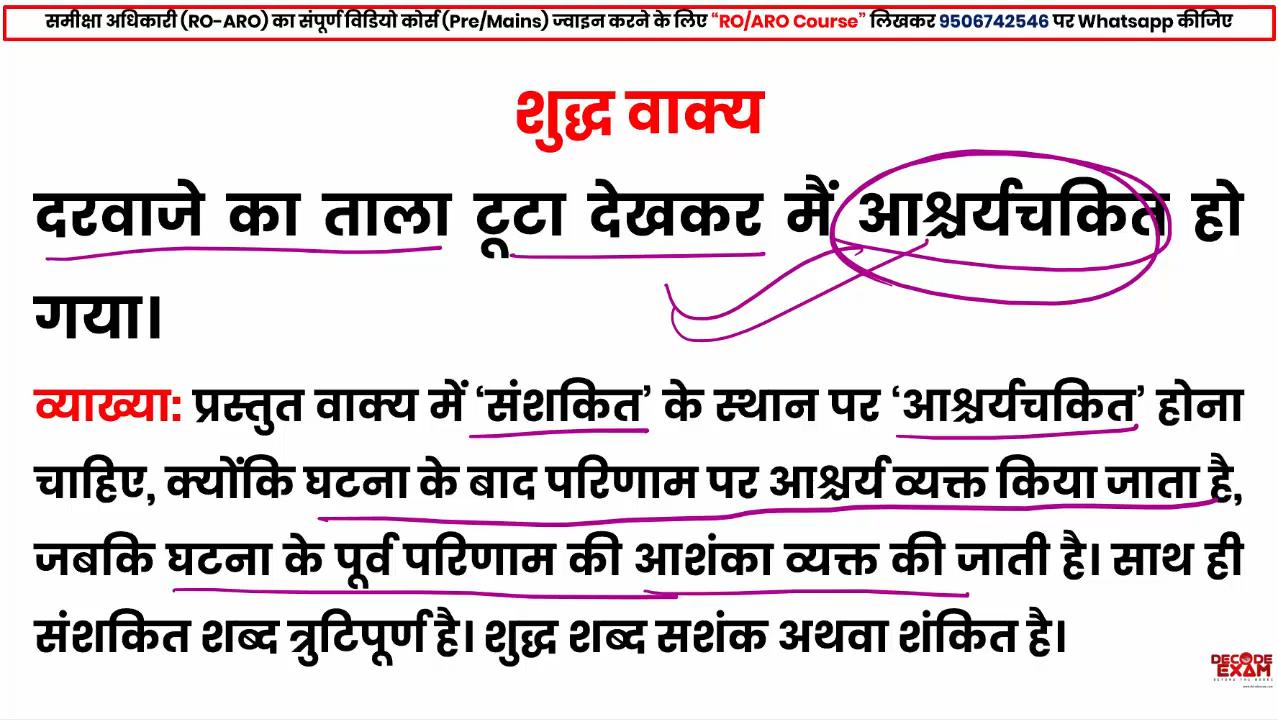 समीक्षा अधिकारी (RO-ARO) का संपूर्ण विडियो कोर्स (Pre/Mains) ज्वाइन करने के लिए “RO/ARO Course” लिखकर 9506742546 पर Whatsapp कीजिए
शुद्ध वाक्य
दरवाजे का ताला टूटा देखकर मैं आश्चर्यचकित हो
गया।
व्याख्या: प्रस्तुत वाक्य में ‘संशकित’ के स्थान पर ‘आश्चर्यचकित’ होना
चाहिए, क्योंकि घटना के बाद परिणाम पर आश्चर्य व्यक्त किया जाता है,
जबकि घटना के पूर्व परिणाम की आशंका व्यक्त की जाती है। साथ ही
संशकित शब्द त्रुटिपूर्ण है। शुद्ध शब्द सशंक अथवा शंकित है।
DECODE
EXAM